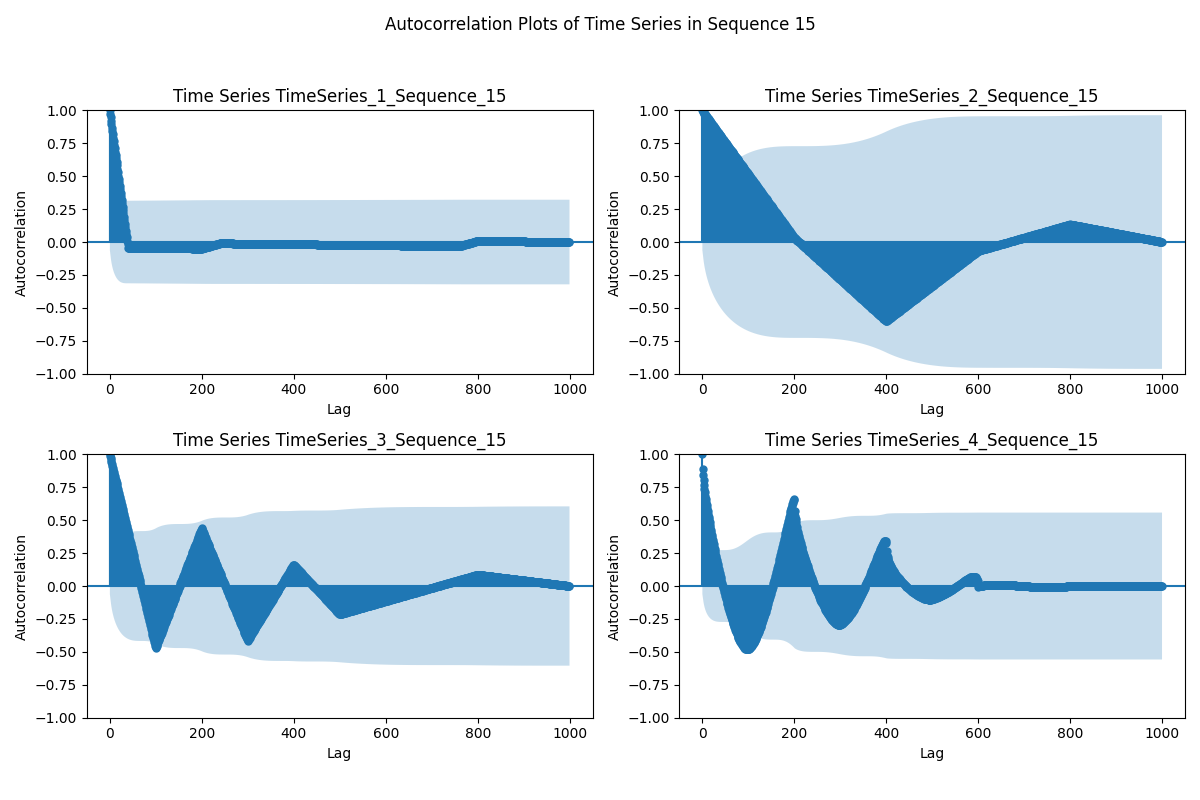 Autocorrelation Plots of Time Series in Sequence 15
Time Series TimeSeries_1_Sequence_15
1.00
0.75
0.50
0.25
0.00
−0.25
−0.50
−0.75
−1.00
Autocorrelation
0 200 400 600 800 1000
Lag
Time Series TimeSeries_2_Sequence_15
1.00
0.75
0.50
0.25
0.00
−0.25
−0.50
−0.75
−1.00
Autocorrelation
0 200 400 600 800 1000
Lag
Time Series TimeSeries_3_Sequence_15
1.00
0.75
0.50
0.25
0.00
−0.25
−0.50
−0.75
−1.00
Autocorrelation
0 200 400 600 800 1000
Lag
Time Series TimeSeries_4_Sequence_15
1.00
0.75
0.50
0.25
0.00
−0.25
−0.50
−0.75
−1.00
Autocorrelation
0 200 400 600 800 1000
Lag